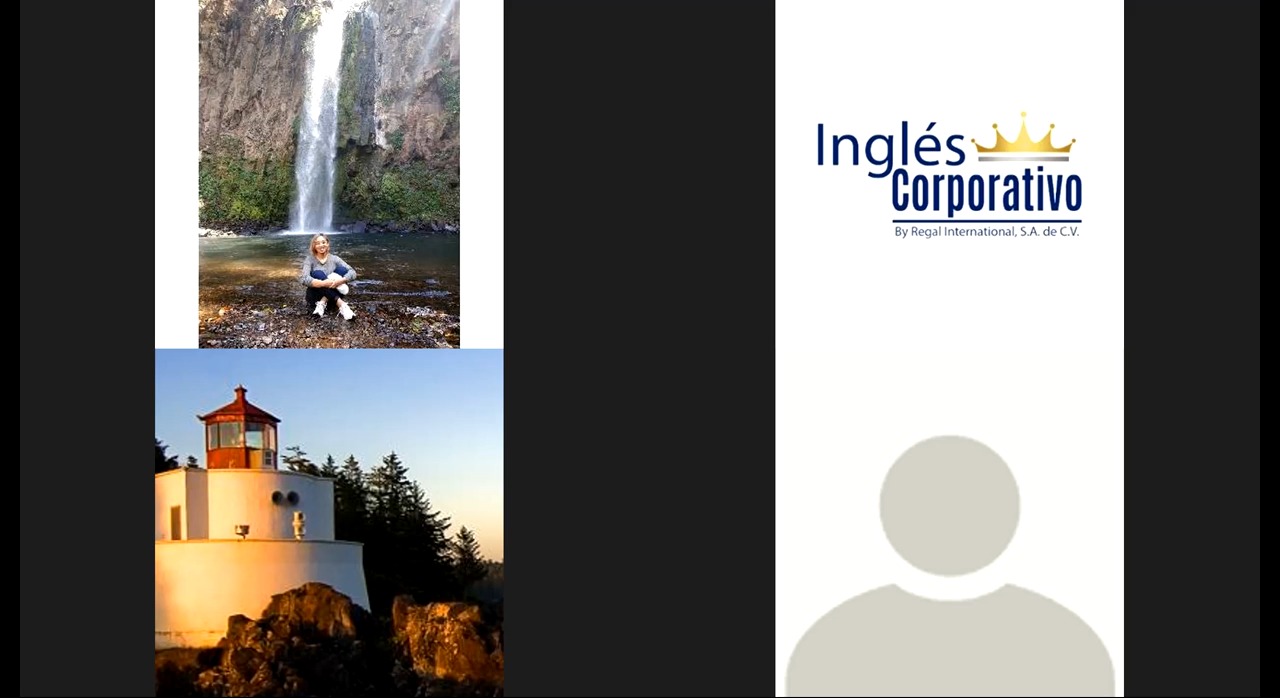 Inglés
Corporativo
By Regal International, S.A. de C.V.